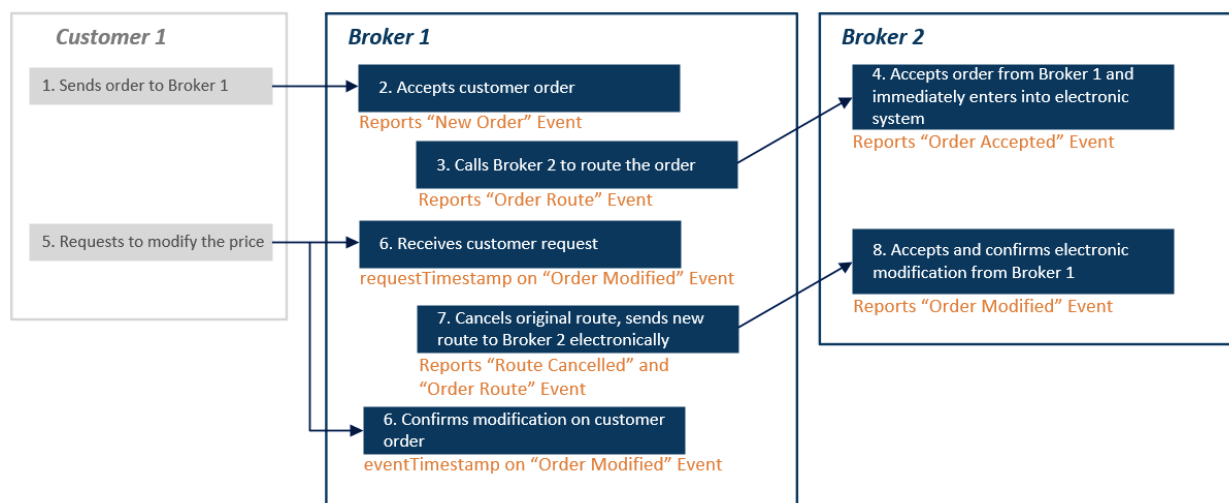 Customer 1
1. Sends order to Broker 1
5. Requests to modify the price
Broker 1
2. Accepts customer order
Reports “New Order” Event
3. Calls Broker 2 to route the order
Reports “Order Route” Event
6. Receives customer request
requestTimestamp on “Order Modified” Event
7. Cancels original route, sends new
route to Broker 2 electronically
Reports “Route Cancelled” and
“Order Route” Event
6. Confirms modification on customer
order
eventTimestamp on “Order Modified” Event
Broker 2
4. Accepts order from Broker 1 and
immediately enters into electronic
system
Reports “Order Accepted” Event
8. Accepts and confirms electronic
modification from Broker 1
Reports “Order Modified” Event